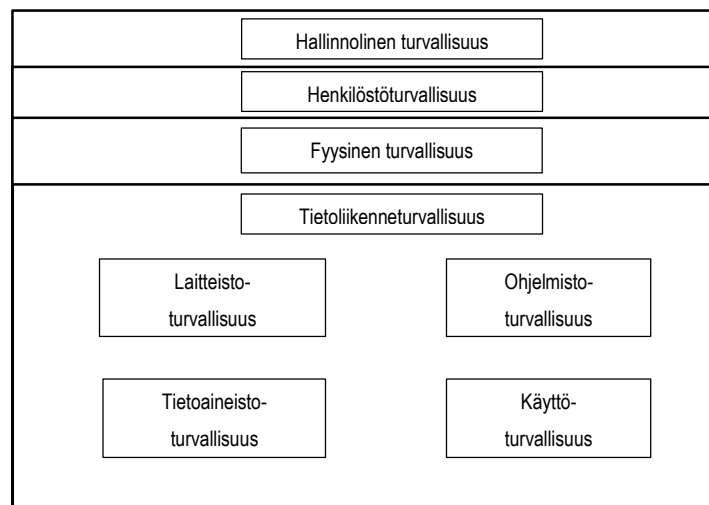 Hallinnolinen turvallisuus
Henkilöstöturvallisuus
Fyysinen turvallisuus
Tietoliikenneturvallisuus
Laitteisto-
turvallisuus
Ohjelmisto-
turvallisuus
Tietoaineisto-
turvallisuus
Käyttö-
turvallisuus